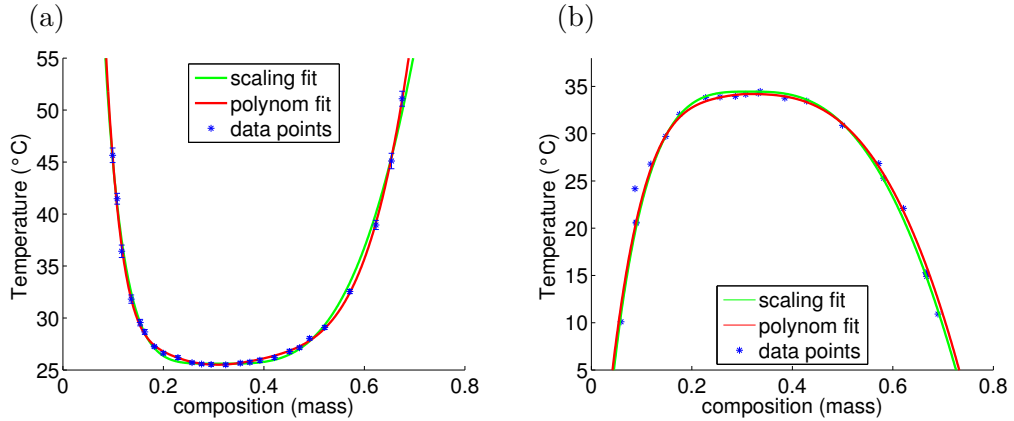 (a)
55
50
45
40
35
30
25
Temperature (°C)
scaling fit
polynom fit
data points
0
0.2
0.4
0.6
0.8
composition (mass)
(b)
35
30
25
20
15
10
5
Temperature (°C)
scaling fit
polynom fit
data points
0
0.2
0.4
0.6
0.8
composition (mass)